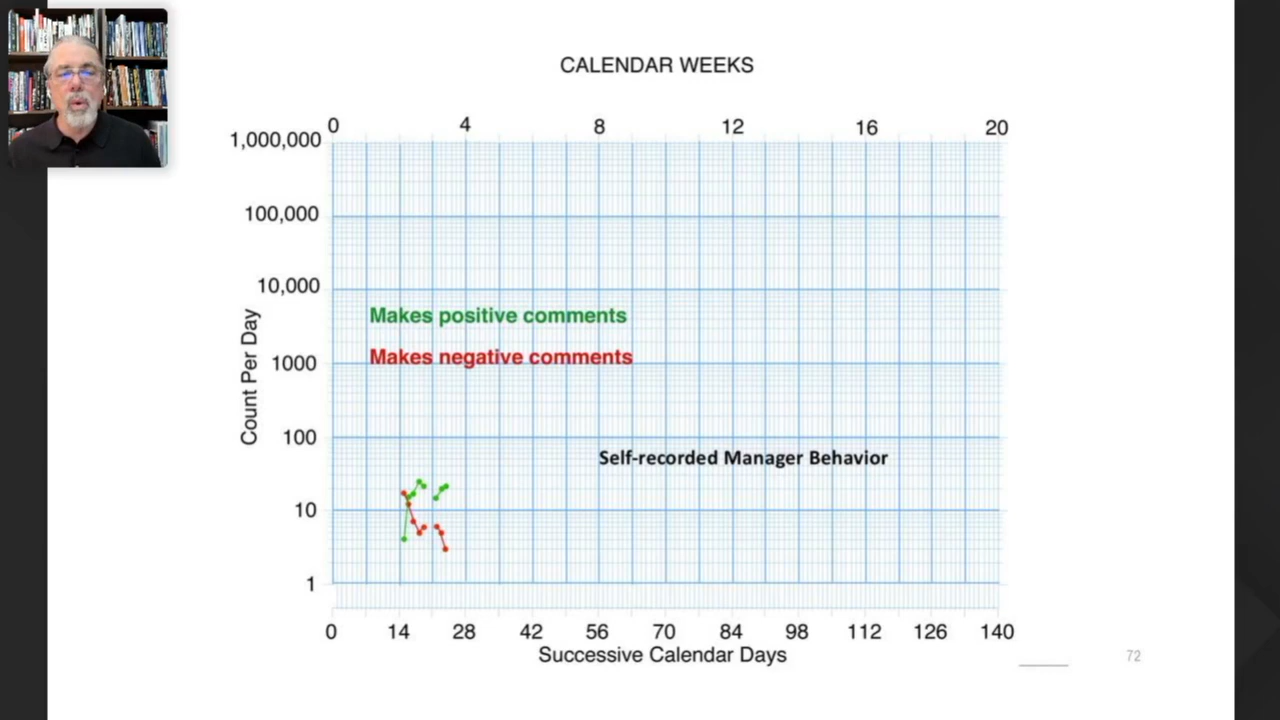 CALENDAR WEEKS
0 4 8 12 16 20
1,000,000
100,000
10,000
Makes positive comments
Makes negative comments
1000
Count Per Day
100
Self-recorded Manager Behavior
10
1
0 14 28 42 56 70 84 98 112 126 140
Successive Calendar Days
72